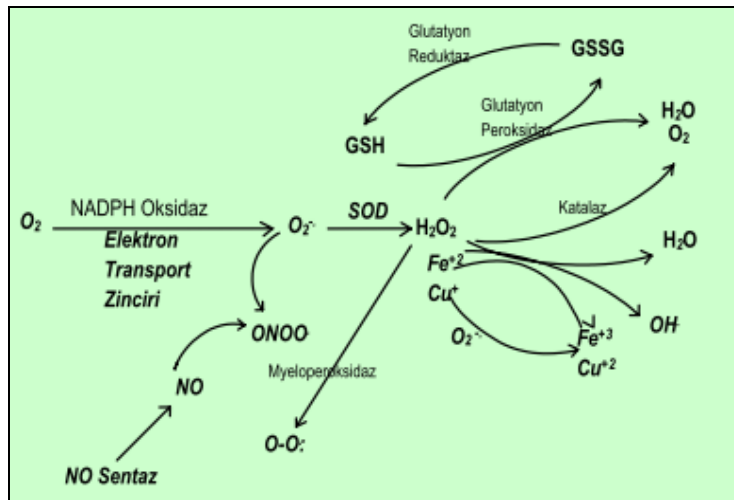 Glutatyon
Reduktaz
GSSG
Glutatyon
Peroksidaz
GSH
H₂O
O₂
NADPH Oksidaz
O₂
Elektron
Transport
Zinciri
O₂⁻·
SOD
H₂O₂
Katalaz
H₂O
Fe⁺²
Cu⁺
O₂⁻·
OH·
Fe⁺³
Cu⁺²
ONOO·
Myeloperoksidaz
NO
O-O:
NO Sentaz